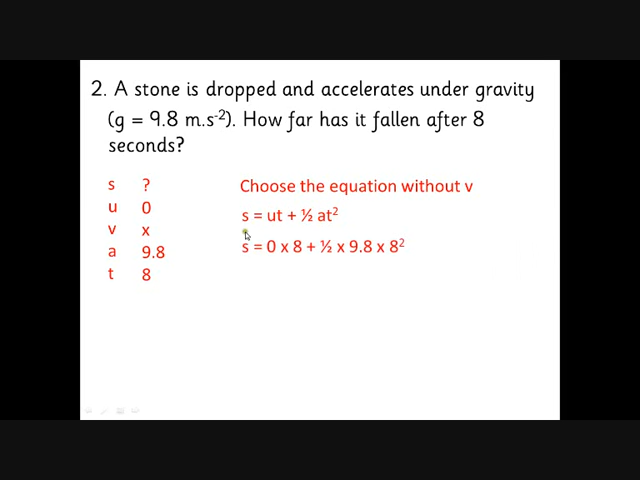 2. A stone is dropped and accelerates under gravity
(g = 9.8 m.s⁻²). How far has it fallen after 8
seconds?
s ?
u 0
v x
a 9.8
t 8
Choose the equation without v
s = ut + ½ at²
s = 0 x 8 + ½ x 9.8 x 8²